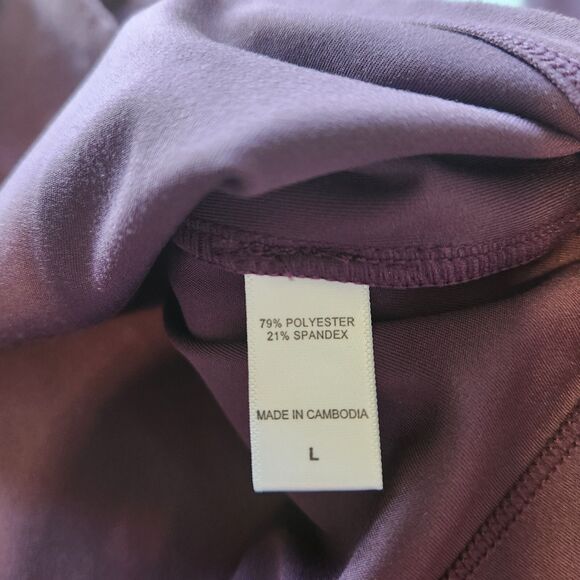 79% POLYESTER
21% SPANDEX
MADE IN CAMBODIA
L